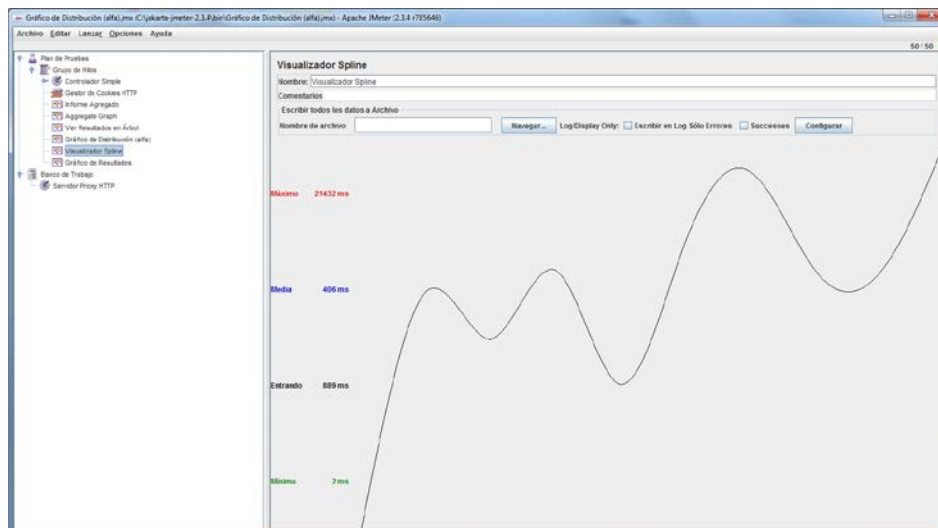 Gráfico de Distribución (alfa).jmx (C:\jakarta-jmeter-2.3.4\bin\Gráfico de Distribución (alfa).jmx) - Apache JMeter (2.3.4 r785646)
Archivo Editar Lanzar Opciones Ayuda
50 / 50
Plan de Pruebas
Grupo de Hilos
Controlador Simple
Gestor de Cookies HTTP
Informe Agregado
Aggregate Graph
Ver Resultados en Árbol
Gráfico de Distribución (alfa)
Visualizador Spline
Gráfico de Resultados
Banco de Trabajo
Servidor Proxy HTTP
Visualizador Spline
Nombre: Visualizador Spline
Comentarios
Escribir todos los datos a Archivo
Nombre de archivo Navegar... Log/Display Only: Escribir en Log Sólo Errores Successes Configurar
Máximo 21432 ms
Media 406 ms
Entrando 889 ms
Mínimo 2 ms